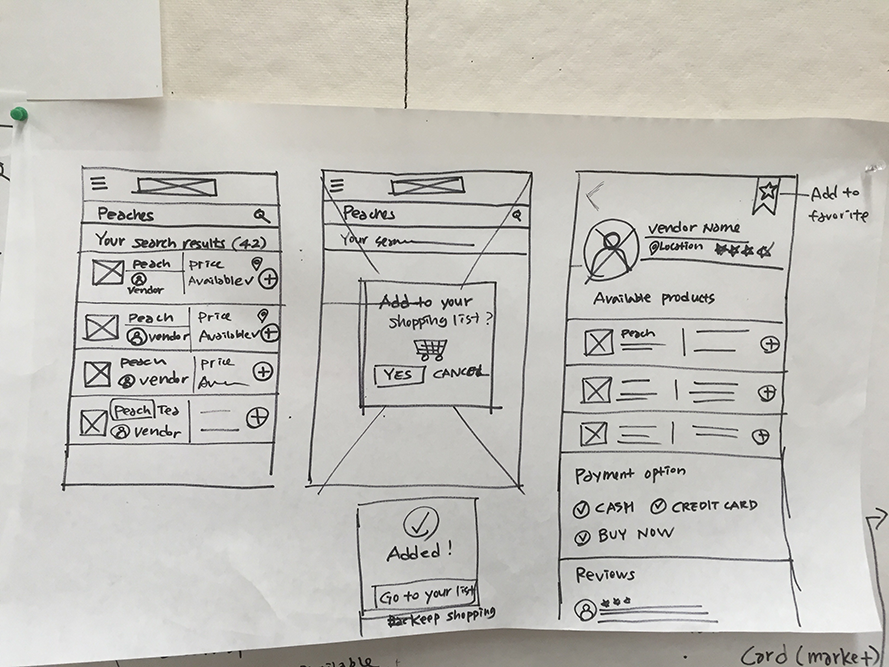 Peaches
Your search results (42)
Peach
Vendor
Price
Available
Peach
vendor
Price
Available
Peach
vendor
Price
Peach Tea
vendor
Peaches
Your
Add to your
shopping list?
YES CANCEL
Added!
Go to your list
Keep shopping
Add to
favorite
Vendor Name
Location
Available products
Peach
Payment option
CASH CREDIT CARD
BUY NOW
Reviews
Card (market)